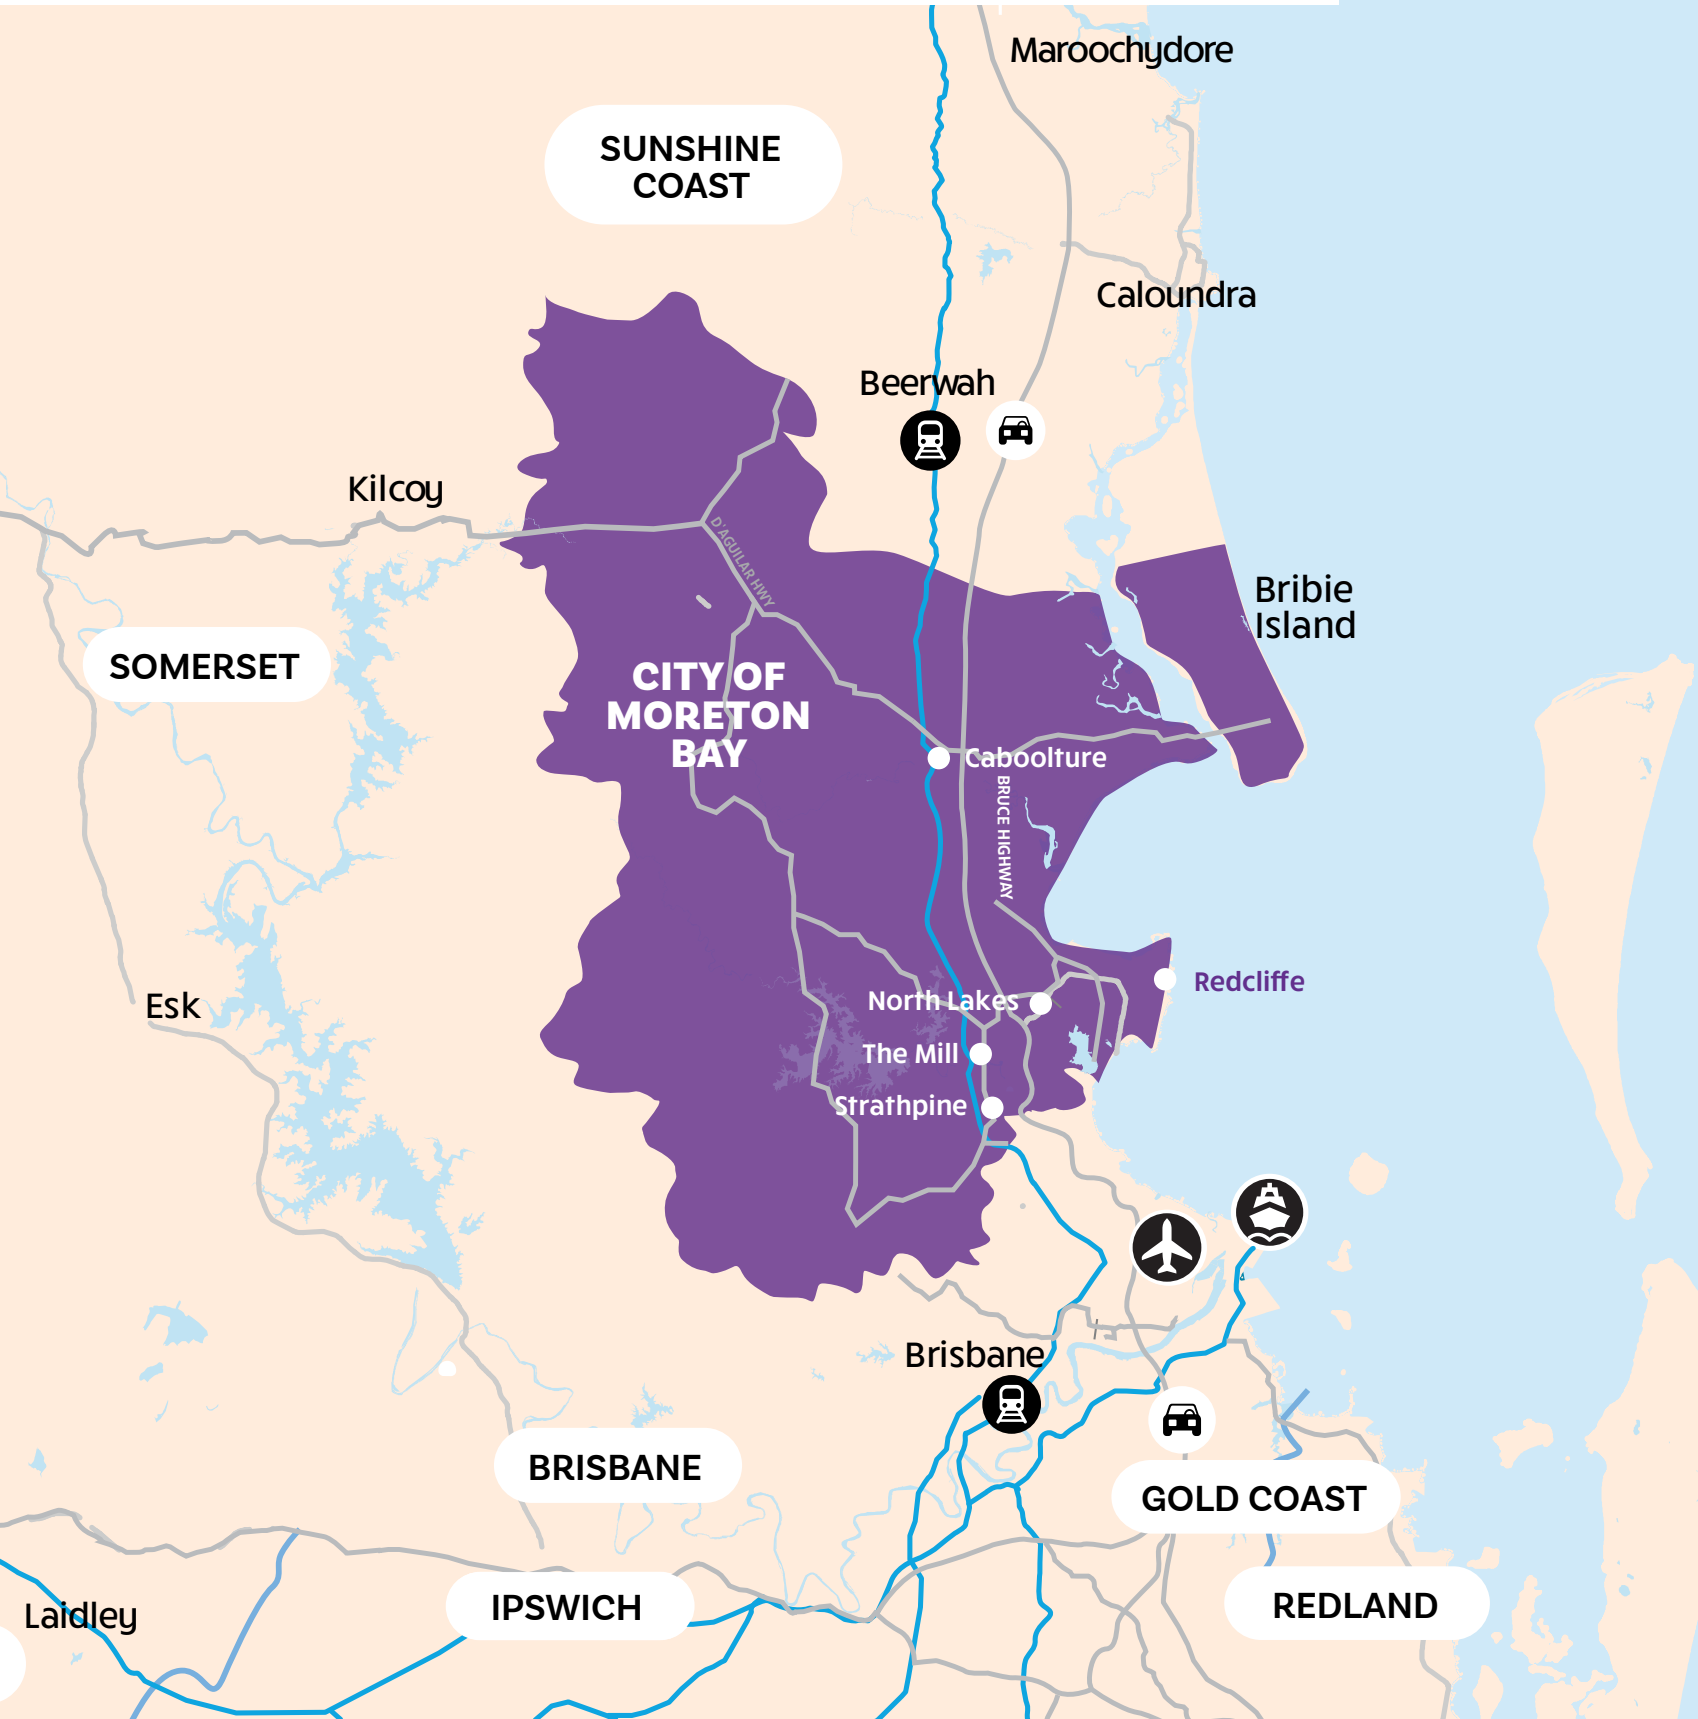 Maroochydore
SUNSHINE
COAST
Caloundra
Beerwah
Kilcoy
D'AGUILAR HWY
Bribie
Island
SOMERSET
CITY OF
MORETON
BAY
Caboolture
BRUCE HIGHWAY
Redcliffe
North Lakes
Esk
The Mill
Strathpine
Brisbane
BRISBANE
GOLD COAST
IPSWICH
REDLAND
Laidley